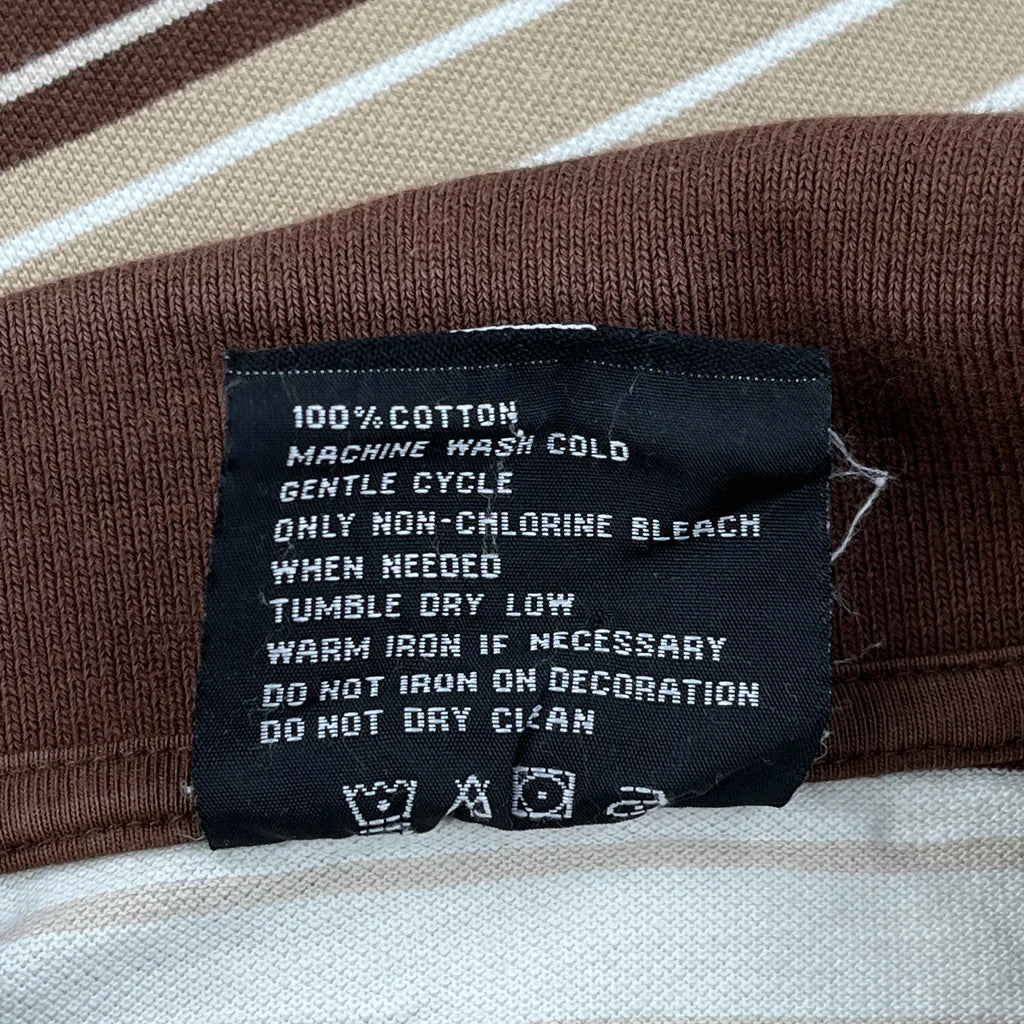 100% COTTON
MACHINE WASH COLD
GENTLE CYCLE
ONLY NON-CHLORINE BLEACH
WHEN NEEDED
TUMBLE DRY LOW
WARM IRON IF NECESSARY
DO NOT IRON ON DECORATION
DO NOT DRY CLEAN